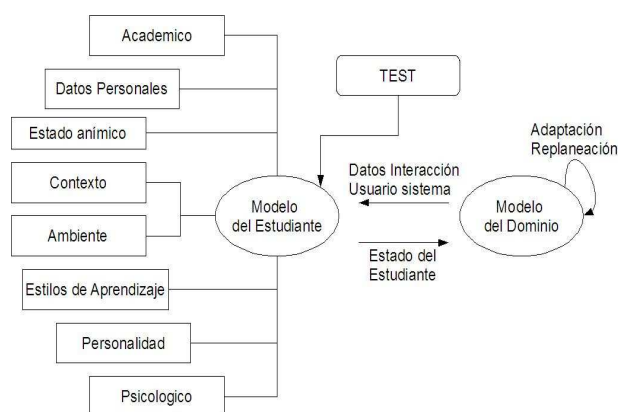 Academico
Datos Personales
Estado anímico
Contexto
Ambiente
Estilos de Aprendizaje
Personalidad
Psicologico
Modelo
del Estudiante
TEST
Datos Interacción
Usuario sistema
Estado del
Estudiante
Adaptación
Replaneación
Modelo
del Dominio